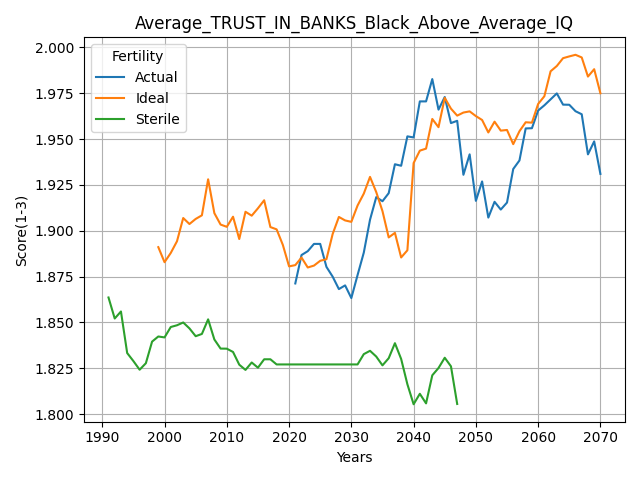 Average_TRUST_IN_BANKS_Black_Above_Average_IQ
Fertility
Actual
Ideal
Sterile
Score(1-3)
2.000
1.975
1.950
1.925
1.900
1.875
1.850
1.825
1.800
1990 2000 2010 2020 2030 2040 2050 2060 2070
Years